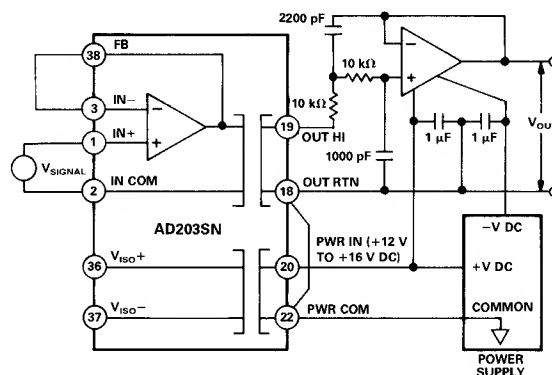 2200 pF
38
FB
10 kΩ
3
IN−
−
−
+
10 kΩ
1
IN+
+
19
OUT HI
1 μF
1 μF
VOUT
VSIGNAL
1000 pF
2
IN COM
18
OUT RTN
AD203SN
−V DC
36
VISO+
20
PWR IN (+12 V
TO +16 V DC)
+V DC
COMMON
37
VISO−
22
PWR COM
POWER
SUPPLY